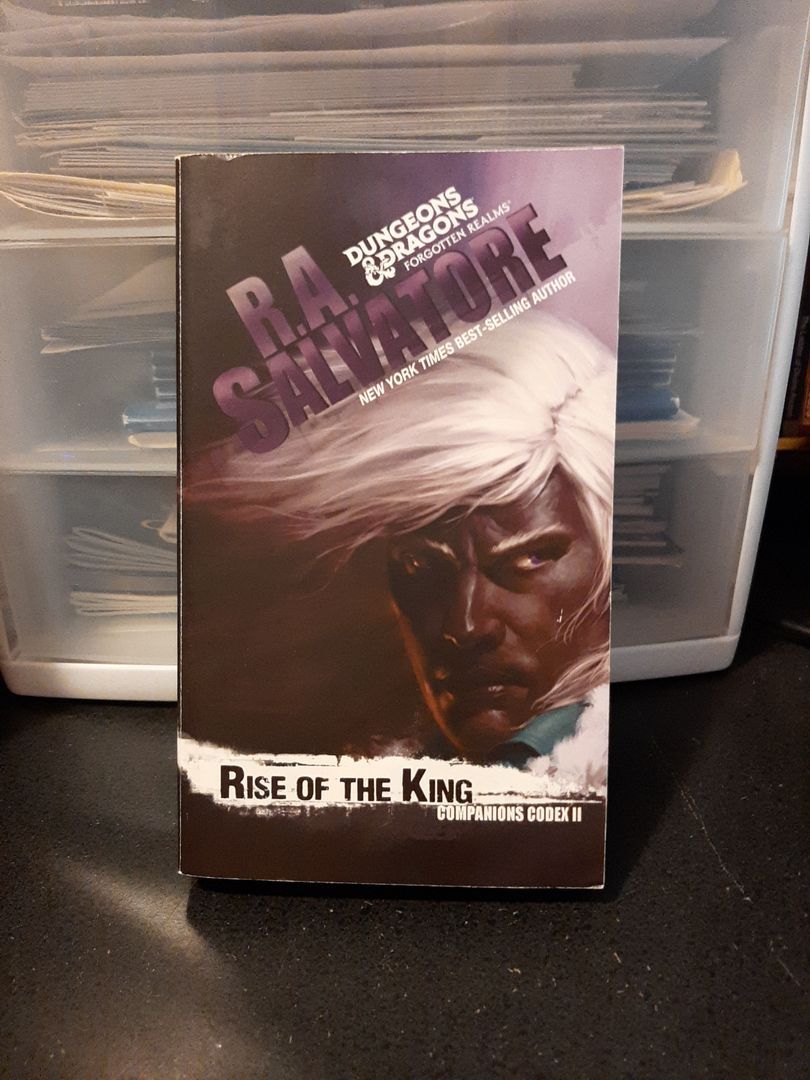 DUNGEONS
& DRAGONS
FORGOTTEN REALMS
R.A.
SALVATORE
NEW YORK TIMES BEST-SELLING AUTHOR
RISE OF THE KING
COMPANIONS CODEX II